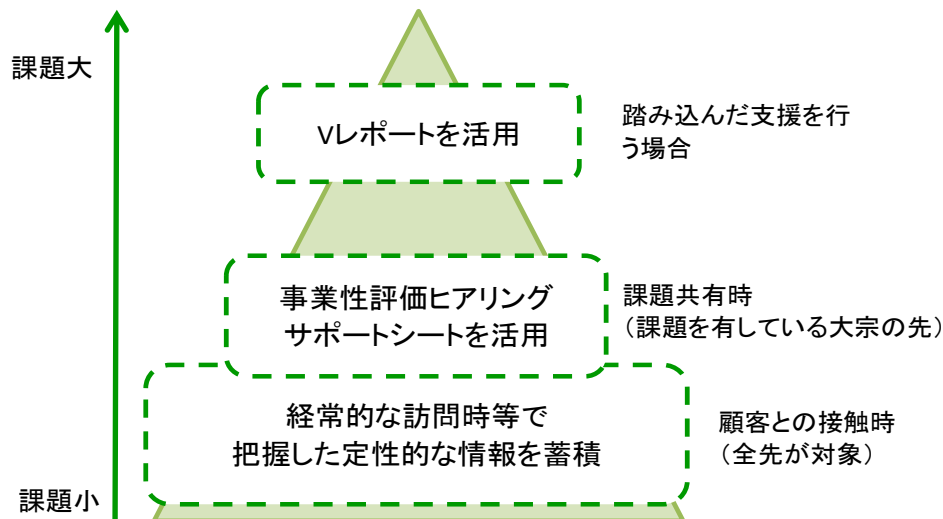 課題大
Vレポートを活用
踏み込んだ支援を行
う場合
事業性評価ヒアリング
サポートシートを活用
課題共有時
（課題を有している大宗の先）
経常的な訪問時等で
把握した定性的な情報を蓄積
顧客との接触時
（全先が対象）
課題小